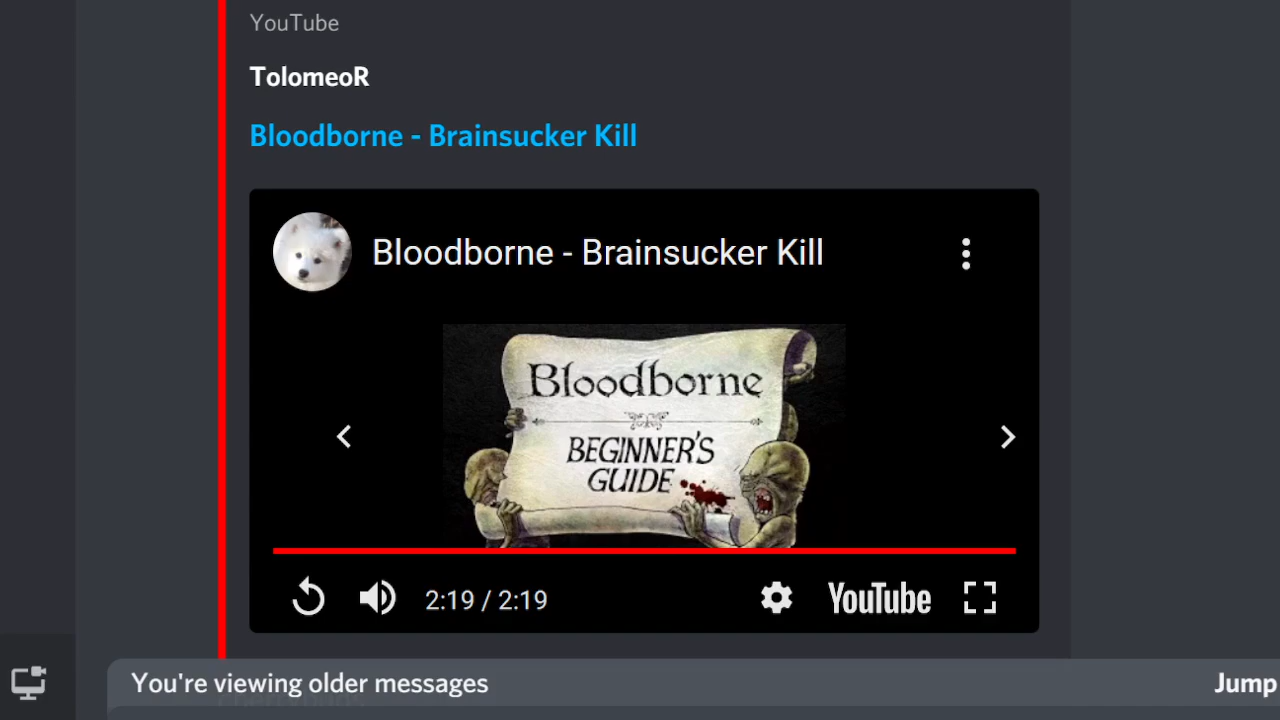 YouTube
TolomeoR
Bloodborne - Brainsucker Kill
Bloodborne - Brainsucker Kill
Bloodborne
BEGINNER'S
GUIDE
2:19 / 2:19
YouTube
You're viewing older messages
Jump